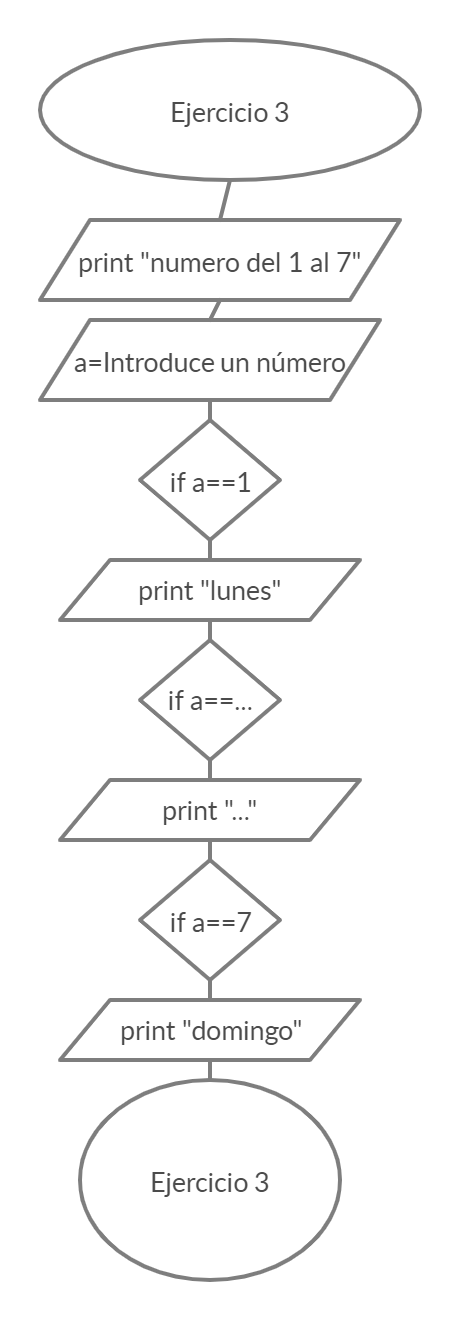 Ejercicio 3
print "numero del 1 al 7"
a=Introduce un número
if a==1
print "lunes"
if a==...
print "..."
if a==7
print "domingo"
Ejercicio 3